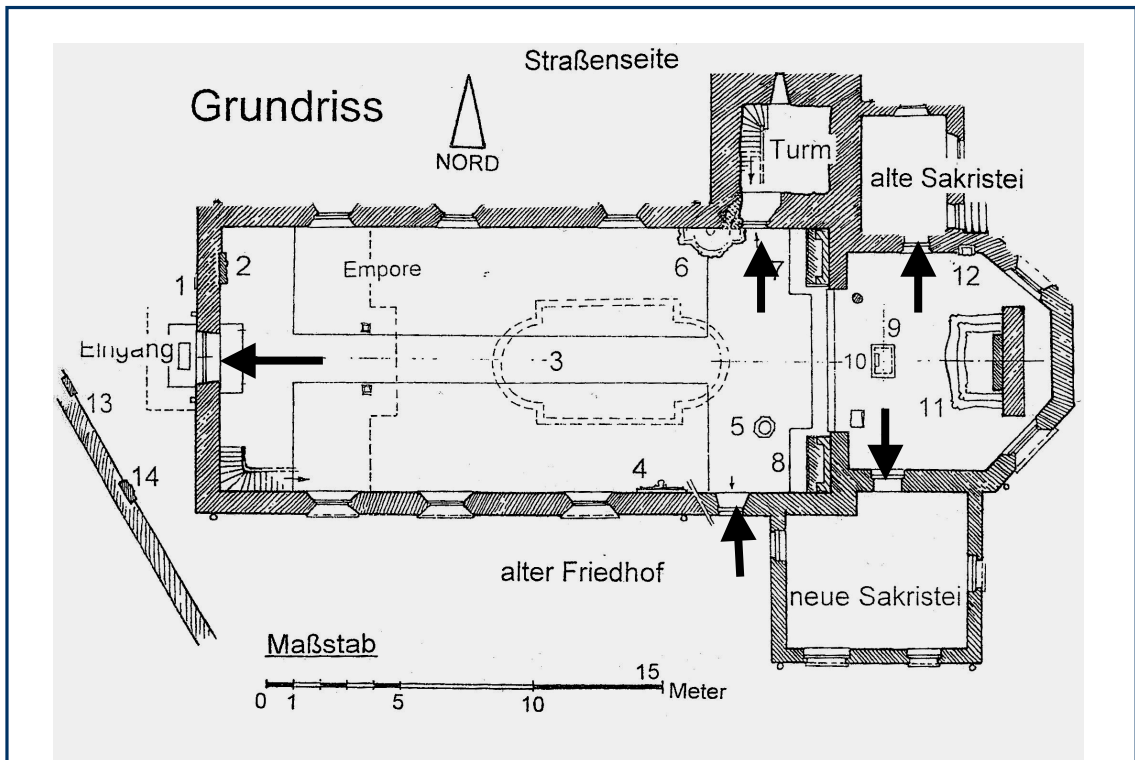 Straßenseite
Grundriss
NORD
Turm
alte Sakristei
1
2
Empore
6
7
12
Eingang
3
9
10
11
13
5
14
4
8
alter Friedhof
neue Sakristei
Maßstab
15
Meter
0 1 5 10